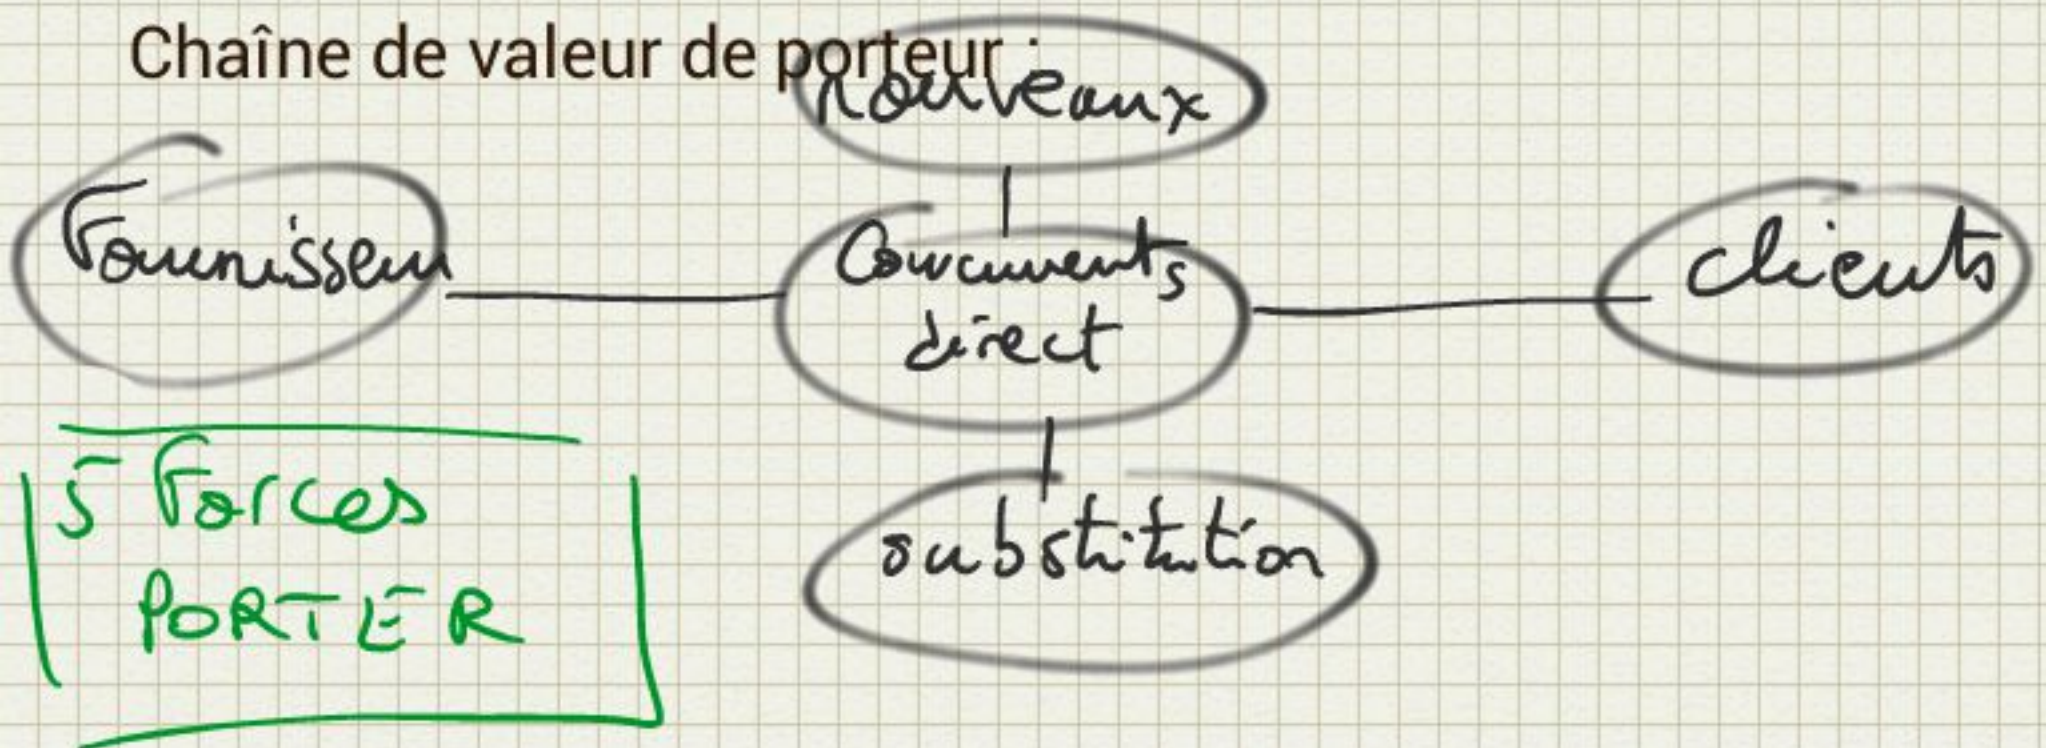 Chaîne de valeur de porteur :
nouveaux
Fournisseur
Concurrents
direct
clients
substitution
5 Forces
PORTER